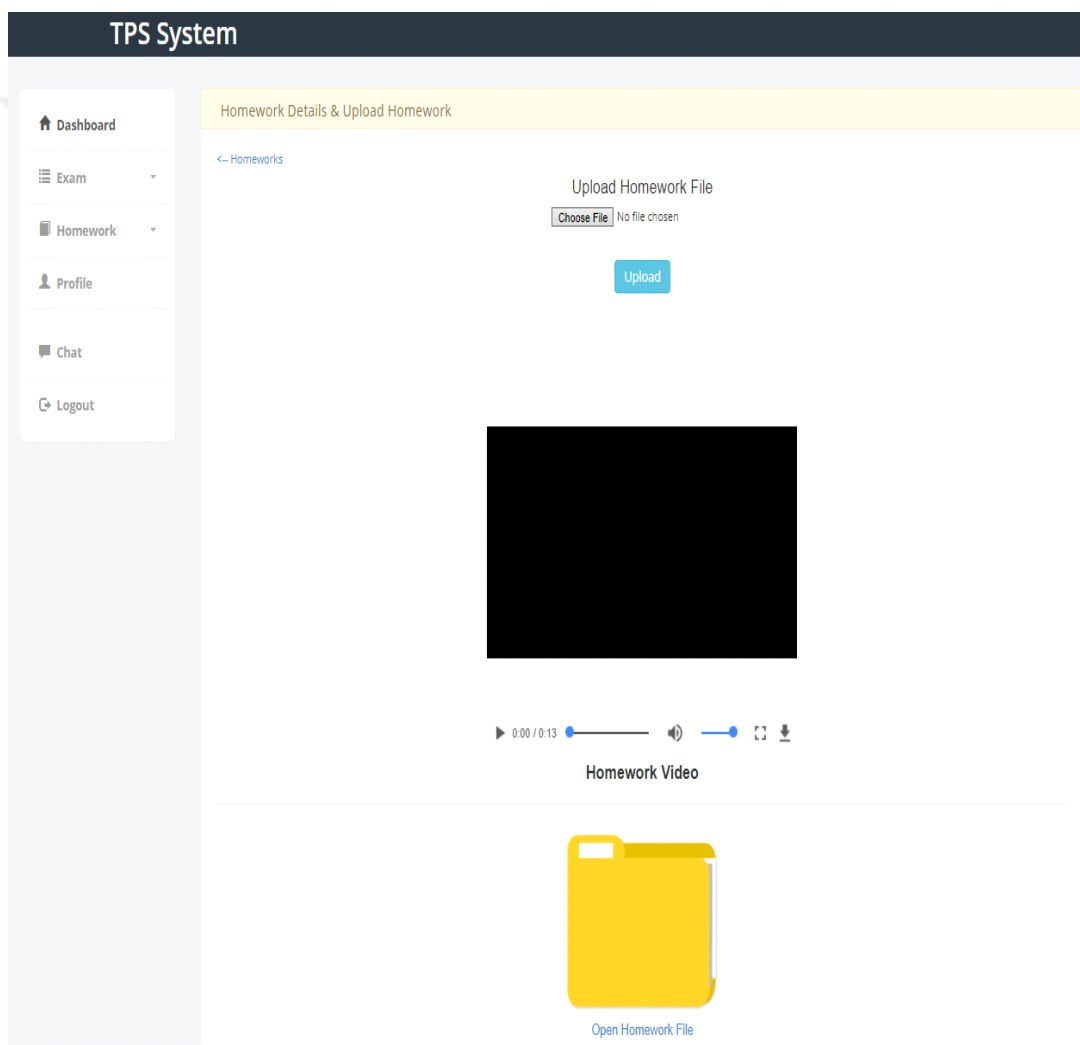 TPS System
Dashboard
Exam
Homework
Profile
Chat
Logout
Homework Details & Upload Homework
<-- Homeworks
Upload Homework File
Choose File No file chosen
Upload
0:00 / 0:13
Homework Video
Open Homework File